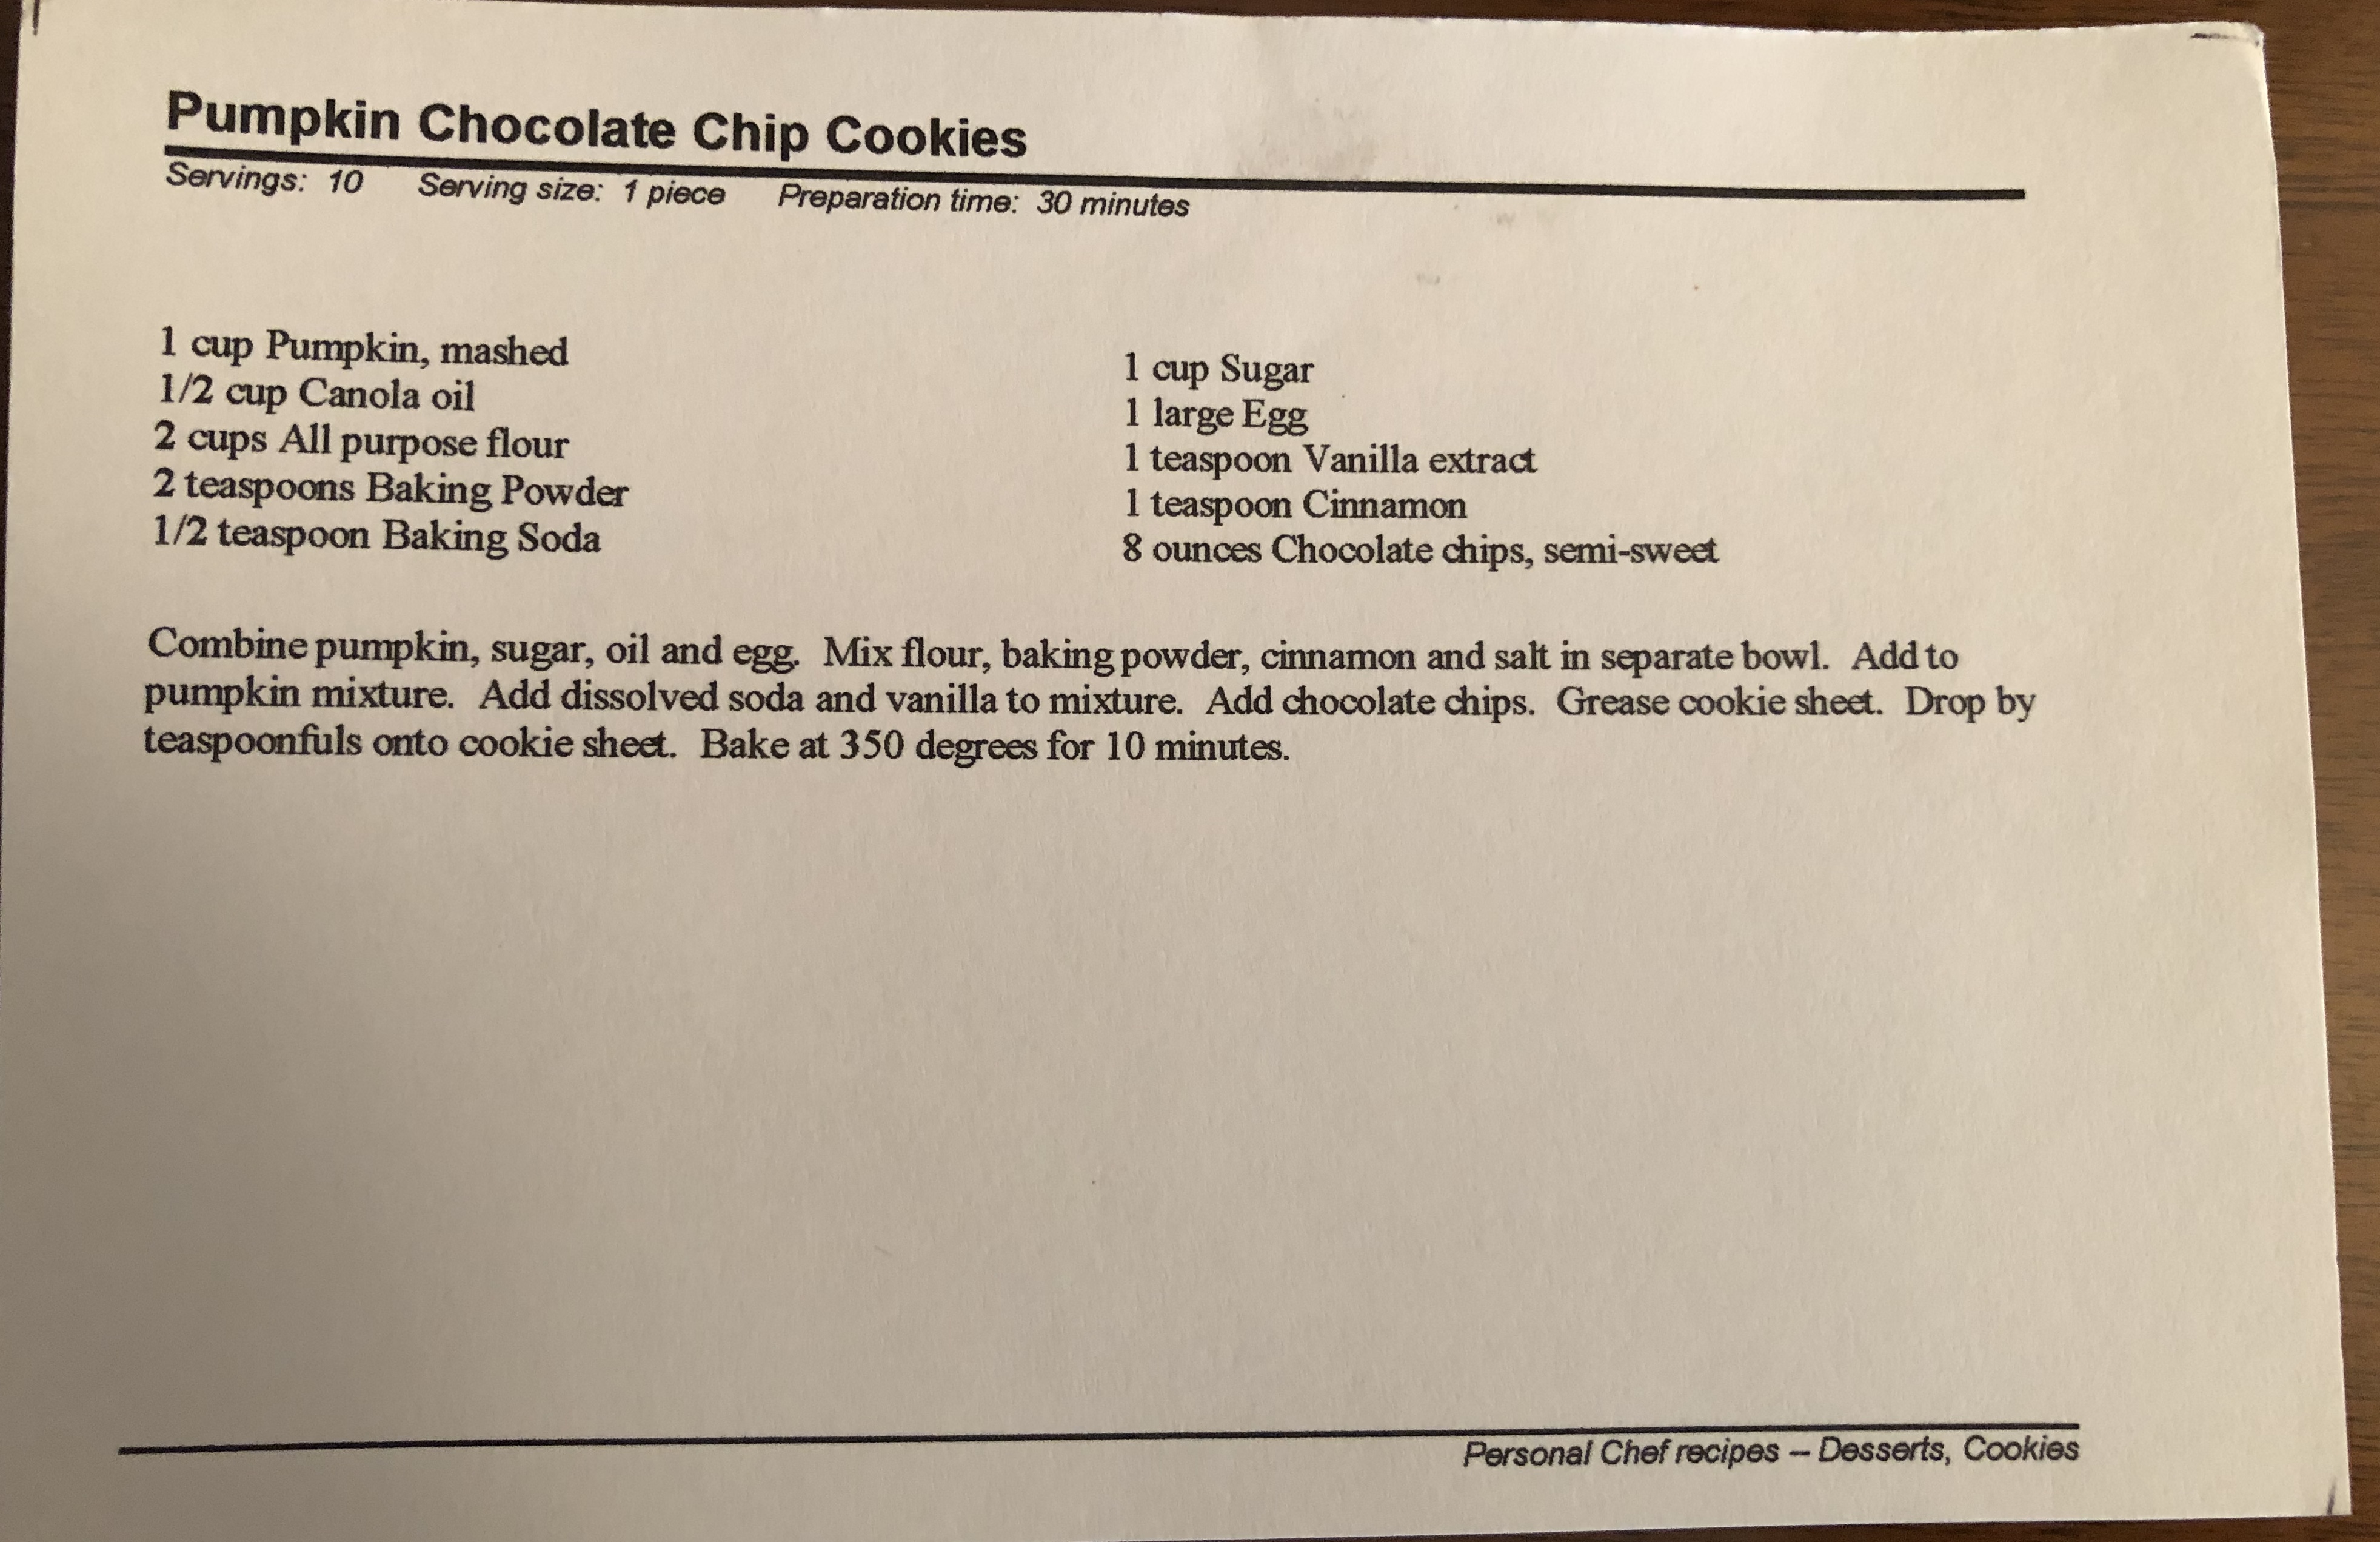 Pumpkin Chocolate Chip Cookies
Servings: 10 Serving size: 1 piece Preparation time: 30 minutes
1 cup Pumpkin, mashed
1/2 cup Canola oil
2 cups All purpose flour
2 teaspoons Baking Powder
1/2 teaspoon Baking Soda
1 cup Sugar
1 large Egg
1 teaspoon Vanilla extract
1 teaspoon Cinnamon
8 ounces Chocolate chips, semi-sweet
Combine pumpkin, sugar, oil and egg. Mix flour, baking powder, cinnamon and salt in separate bowl. Add to
pumpkin mixture. Add dissolved soda and vanilla to mixture. Add chocolate chips. Grease cookie sheet. Drop by
teaspoonfuls onto cookie sheet. Bake at 350 degrees for 10 minutes.
Personal Chef recipes – Desserts, Cookies